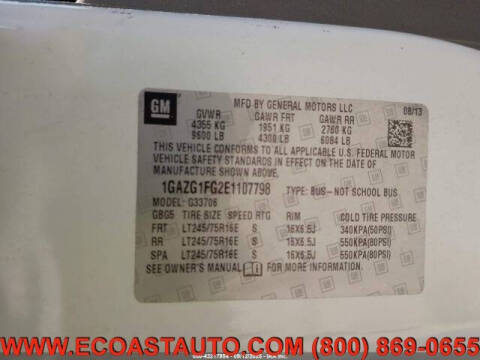 GM
MFD BY GENERAL MOTORS LLC
08/13
GVWR GAWR FRT GAWR RR
4355 KG 1951 KG 2760 KG
9600 LB 4300 LB 6084 LB
THIS VEHICLE CONFORMS TO ALL APPLICABLE U.S. FEDERAL MOTOR
VEHICLE SAFETY STANDARDS IN EFFECT ON THE DATE OF
MANUFACTURE SHOWN ABOVE.
1GAZG1FG2E1107798 TYPE: BUS-NOT SCHOOL BUS
MODEL: G33706
GBG5 TIRE SIZE SPEED RTG RIM COLD TIRE PRESSURE
FRT LT245/75R16E S 16X6.5J 340KPA(50PSI)
RR LT245/75R16E S 16X6.5J 550KPA(80PSI)
SPA LT245/75R16E S 16X6.5J 550KPA(80PSI)
SEE OWNER'S MANUAL FOR MORE INFORMATION.
WWW.ECOASTAUTO.COM (800) 869-0655